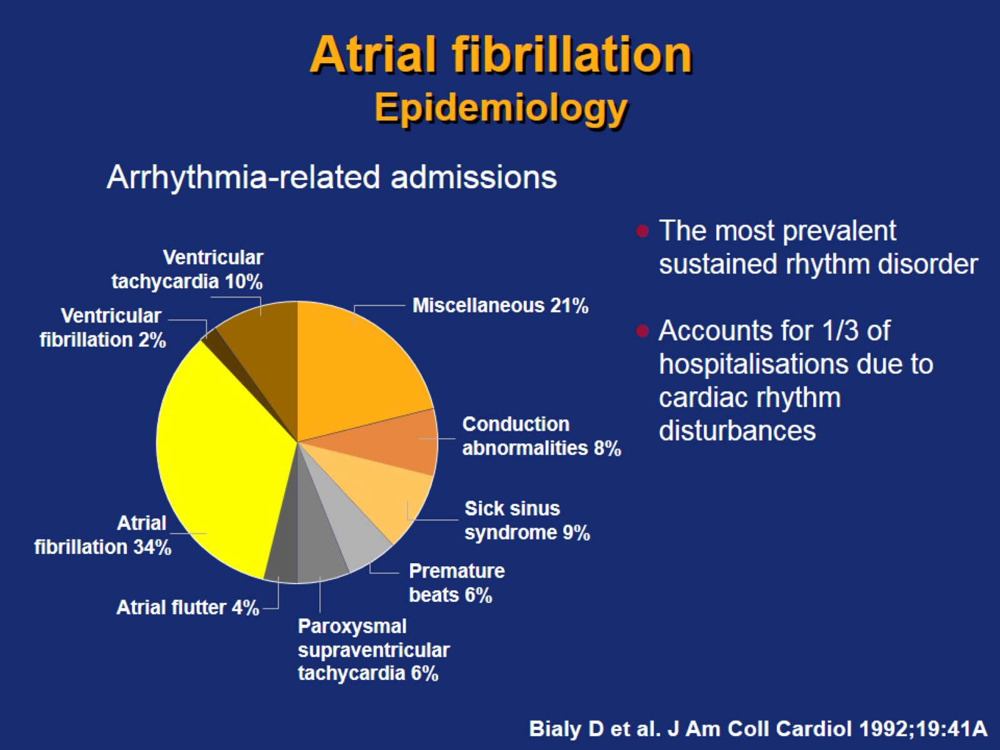 Atrial fibrillation
Epidemiology
Arrhythmia-related admissions
Ventricular
tachycardia 10%
Ventricular
fibrillation 2%
Miscellaneous 21%
Conduction
abnormalities 8%
Sick sinus
syndrome 9%
Premature
beats 6%
Paroxysmal
supraventricular
tachycardia 6%
Atrial flutter 4%
Atrial
fibrillation 34%
The most prevalent
sustained rhythm disorder
Accounts for 1/3 of
hospitalisations due to
cardiac rhythm
disturbances
Bialy D et al. J Am Coll Cardiol 1992;19:41A